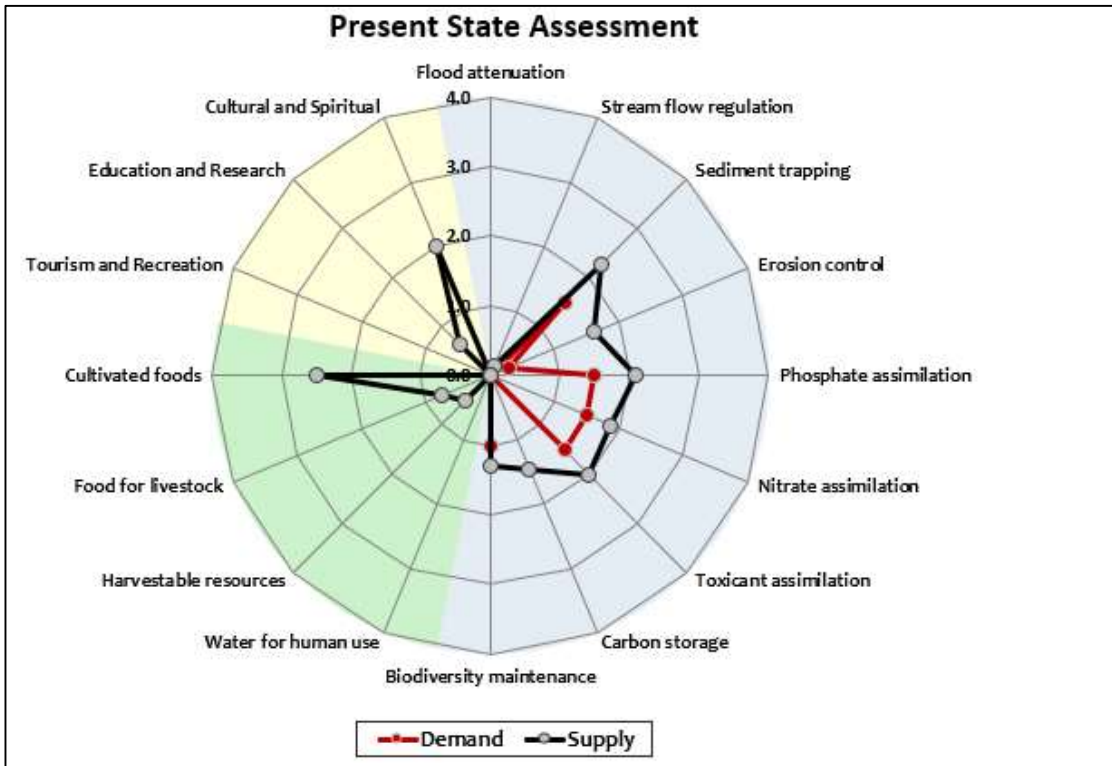 Present State Assessment
Flood attenuation
Cultural and Spiritual
4.0
Stream flow regulation
Education and Research
3.0
Sediment trapping
2.0
Tourism and Recreation
Erosion control
1.0
Cultivated foods
0.0
Phosphate assimilation
Food for livestock
Nitrate assimilation
Harvestable resources
Toxicant assimilation
Water for human use
Carbon storage
Biodiversity maintenance
Demand
Supply